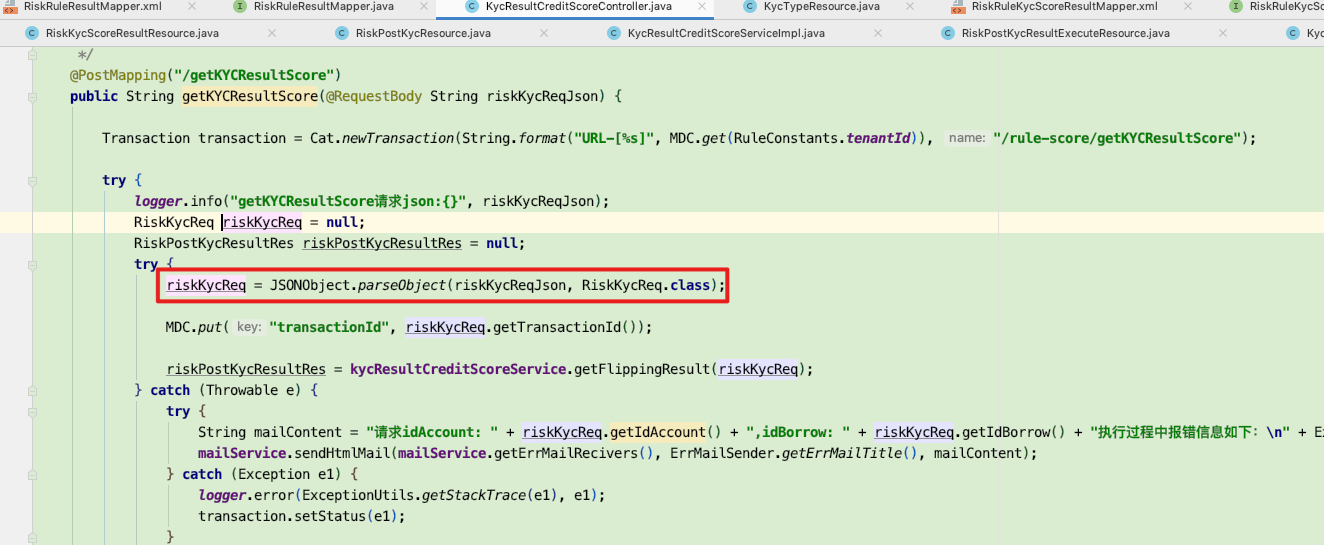 RiskRuleResultMapper.xml RiskRuleResultMapper.java KycResultCreditScoreController.java KycTypeResource.java RiskRuleKycScoreResultMapper.xml RiskRuleKycSc
RiskKycScoreResultResource.java RiskPostKycResource.java KycResultCreditScoreServiceImpl.java RiskPostKycResultExecuteResource.java Kyc
*/
@PostMapping("/getKYCResultScore")
public String getKYCResultScore(@RequestBody String riskKycReqJson) {
Transaction transaction = Cat.newTransaction(String.format("URL-[%s]", MDC.get(RuleConstants.tenantId)), name: "/rule-score/getKYCResultScore");
try {
logger.info("getKYCResultScore请求json:{}", riskKycReqJson);
RiskKycReq riskKycReq = null;
RiskPostKycResultRes riskPostKycResultRes = null;
try {
riskKycReq = JSONObject.parseObject(riskKycReqJson, RiskKycReq.class);
MDC.put( key: "transactionId", riskKycReq.getTransactionId());
riskPostKycResultRes = kycResultCreditScoreService.getFlippingResult(riskKycReq);
} catch (Throwable e) {
try {
String mailContent = "请求idAccount: " + riskKycReq.getIdAccount() + ",idBorrow: " + riskKycReq.getIdBorrow() + "执行过程中报错信息如下: \n" + Ex
mailService.sendHtmlMail(mailService.getErrMailRecivers(), ErrMailSender.getErrMailTitle(), mailContent);
} catch (Exception e1) {
logger.error(ExceptionUtils.getStackTrace(e1), e1);
transaction.setStatus(e1);
}